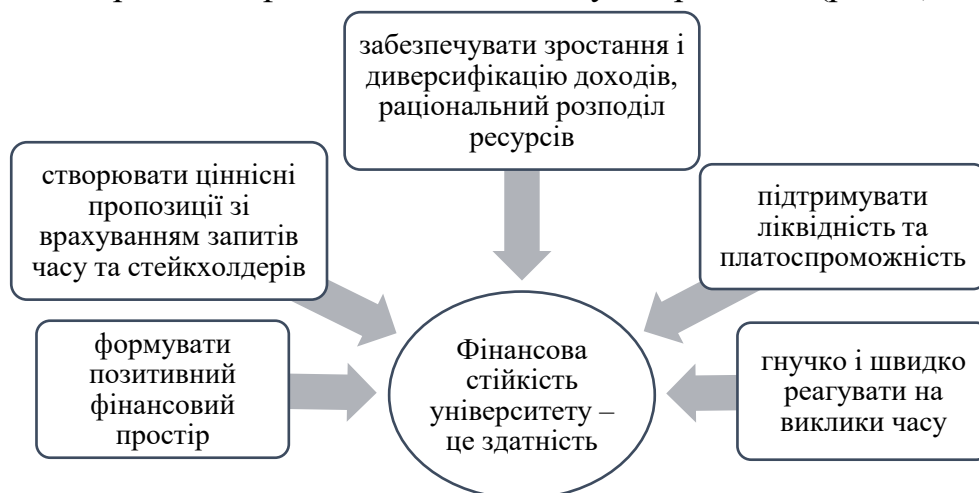 забезпечувати зростання і
диверсифікацію доходів,
раціональний розподіл
ресурсів
створювати ціннісні
пропозиції зі
врахуванням запитів
часу та стейкхолдерів
підтримувати
ліквідність та
платоспроможність
формувати
позитивний
фінансовий
простір
Фінансова
стійкість
університету –
це здатність
гнучко і швидко
реагувати на
виклики часу